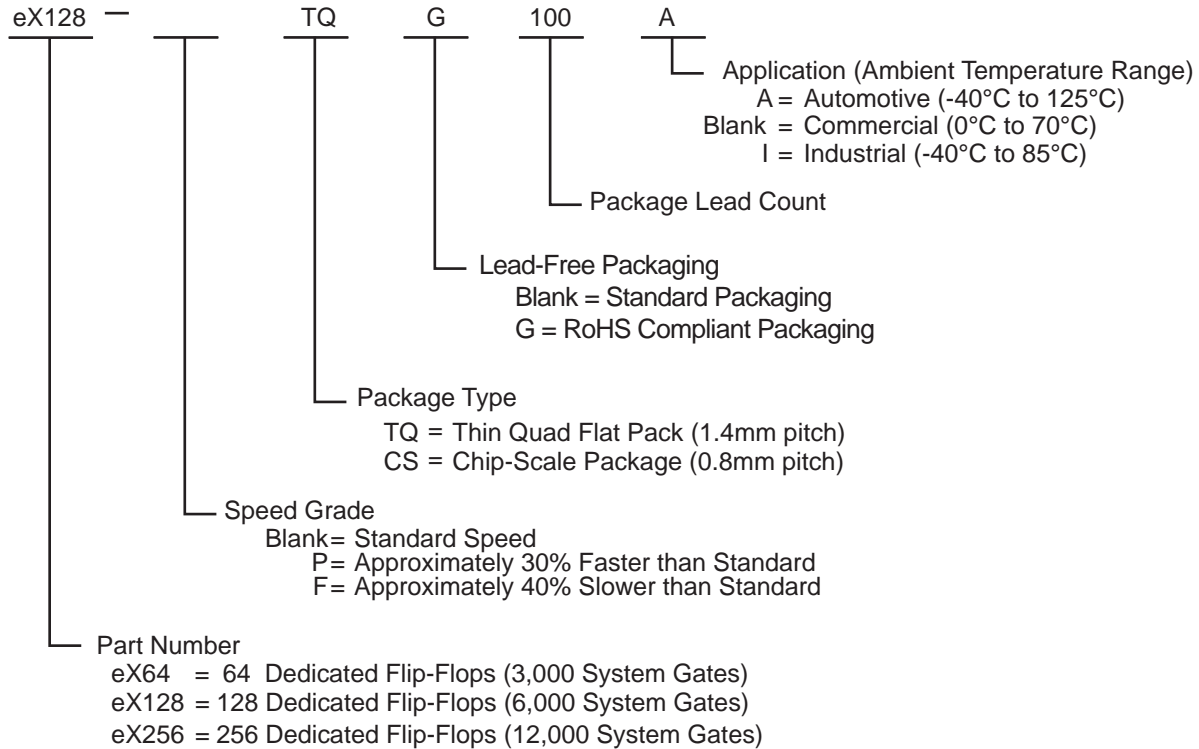 eX128 – TQ G 100 A
Application (Ambient Temperature Range)
A = Automotive (-40°C to 125°C)
Blank = Commercial (0°C to 70°C)
I = Industrial (-40°C to 85°C)
Package Lead Count
Lead-Free Packaging
Blank = Standard Packaging
G = RoHS Compliant Packaging
Package Type
TQ = Thin Quad Flat Pack (1.4mm pitch)
CS = Chip-Scale Package (0.8mm pitch)
Speed Grade
Blank= Standard Speed
P= Approximately 30% Faster than Standard
F= Approximately 40% Slower than Standard
Part Number
eX64 = 64 Dedicated Flip-Flops (3,000 System Gates)
eX128 = 128 Dedicated Flip-Flops (6,000 System Gates)
eX256 = 256 Dedicated Flip-Flops (12,000 System Gates)